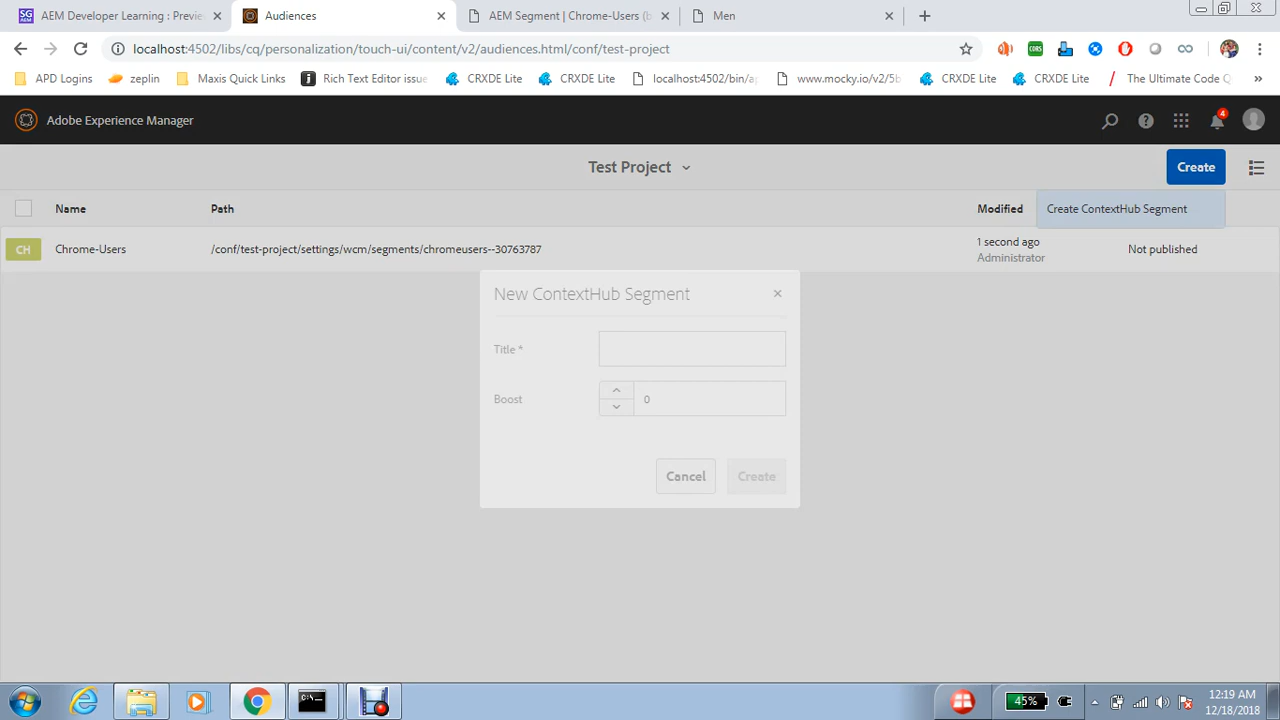 AEM Developer Learning : Previe
Audiences
AEM Segment | Chrome-Users (b
Men
localhost:4502/libs/cq/personalization/touch-ui/content/v2/audiences.html/conf/test-project
CORS
APD Logins
zeplin
Maxis Quick Links
Rich Text Editor issue
CRXDE Lite
CRXDE Lite
localhost:4502/bin/a
www.mocky.io/v2/5b
CRXDE Lite
CRXDE Lite
The Ultimate Code Q
»
Adobe Experience Manager
4
Test Project
Create
Name
Path
Modified
Create ContextHub Segment
CH
Chrome-Users
/conf/test-project/settings/wcm/segments/chromeusers--30763787
1 second ago
Administrator
Not published
New ContextHub Segment
Title *
Boost
0
Cancel
Create
45%
12:19 AM
12/18/2018